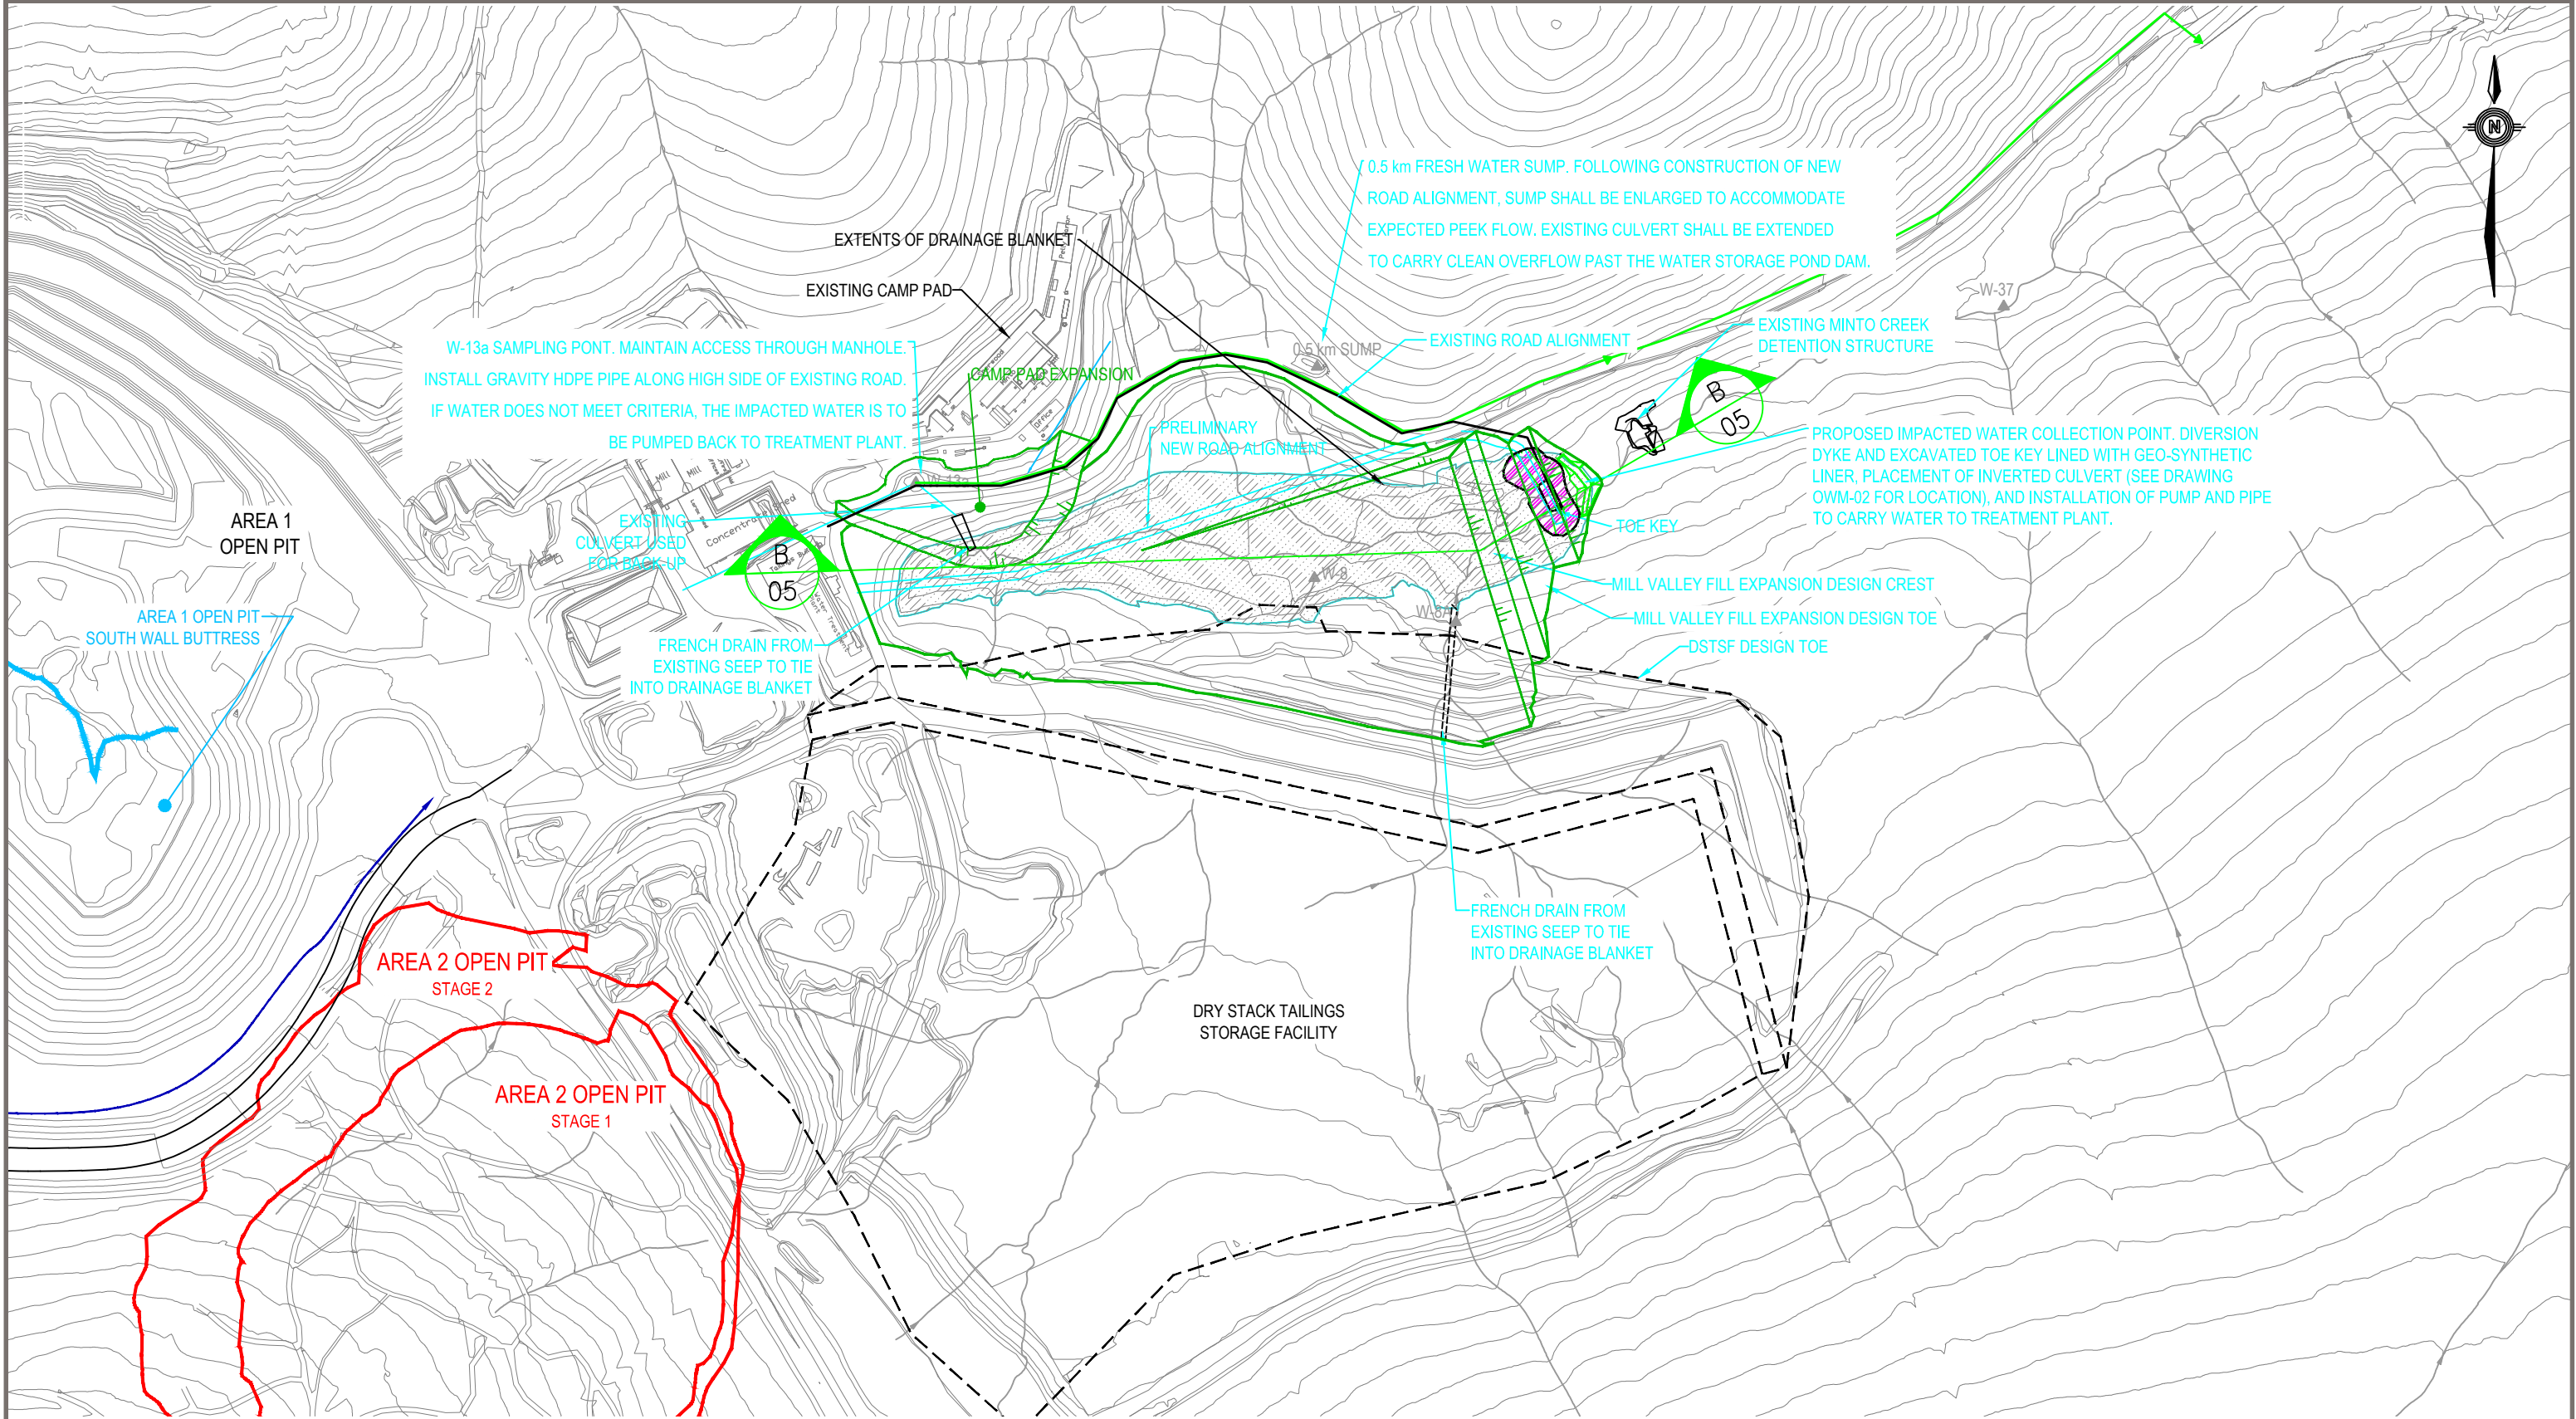 N
0.5 km FRESH WATER SUMP. FOLLOWING CONSTRUCTION OF NEW
ROAD ALIGNMENT, SUMP SHALL BE ENLARGED TO ACCOMMODATE
EXPECTED PEEK FLOW. EXISTING CULVERT SHALL BE EXTENDED
TO CARRY CLEAN OVERFLOW PAST THE WATER STORAGE POND DAM.
EXTENTS OF DRAINAGE BLANKET
EXISTING CAMP PAD
W-37
W-13a SAMPLING PONT. MAINTAIN ACCESS THROUGH MANHOLE.
INSTALL GRAVITY HDPE PIPE ALONG HIGH SIDE OF EXISTING ROAD.
IF WATER DOES NOT MEET CRITERIA, THE IMPACTED WATER IS TO
BE PUMPED BACK TO TREATMENT PLANT.
0.5 km SUMP
EXISTING ROAD ALIGNMENT
EXISTING MINTO CREEK
DETENTION STRUCTURE
CAMP PAD EXPANSION
Office
B
05
PRELIMINARY
NEW ROAD ALIGNMENT
PROPOSED IMPACTED WATER COLLECTION POINT. DIVERSION
DYKE AND EXCAVATED TOE KEY LINED WITH GEO-SYNTHETIC
LINER, PLACEMENT OF INVERTED CULVERT (SEE DRAWING
OWM-02 FOR LOCATION), AND INSTALLATION OF PUMP AND PIPE
TO CARRY WATER TO TREATMENT PLANT.
Mill
Mill
W-13a
Concentrate Shed
AREA 1
OPEN PIT
EXISTING
CULVERT USED
FOR BACK-UP
B
05
TOE KEY
W-8
W-8A
MILL VALLEY FILL EXPANSION DESIGN CREST
MILL VALLEY FILL EXPANSION DESIGN TOE
DSTSF DESIGN TOE
Water Treatment
AREA 1 OPEN PIT
SOUTH WALL BUTTRESS
FRENCH DRAIN FROM
EXISTING SEEP TO TIE
INTO DRAINAGE BLANKET
FRENCH DRAIN FROM
EXISTING SEEP TO TIE
INTO DRAINAGE BLANKET
AREA 2 OPEN PIT
STAGE 2
DRY STACK TAILINGS
STORAGE FACILITY
AREA 2 OPEN PIT
STAGE 1